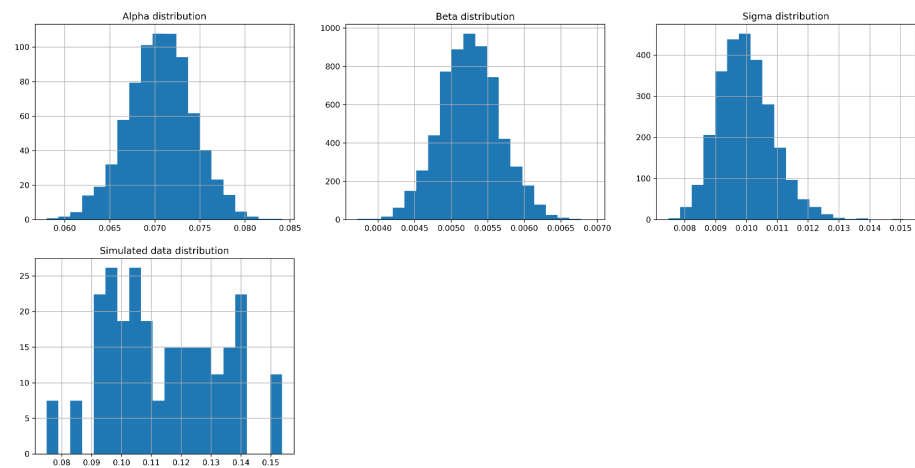 Alpha distribution
100
80
60
40
20
0
0.060 0.065 0.070 0.075 0.080 0.085
Beta distribution
1000
800
600
400
200
0
0.0040 0.0045 0.0050 0.0055 0.0060 0.0065 0.0070
Sigma distribution
400
300
200
100
0
0.008 0.009 0.010 0.011 0.012 0.013 0.014 0.015
Simulated data distribution
25
20
15
10
5
0
0.08 0.09 0.10 0.11 0.12 0.13 0.14 0.15